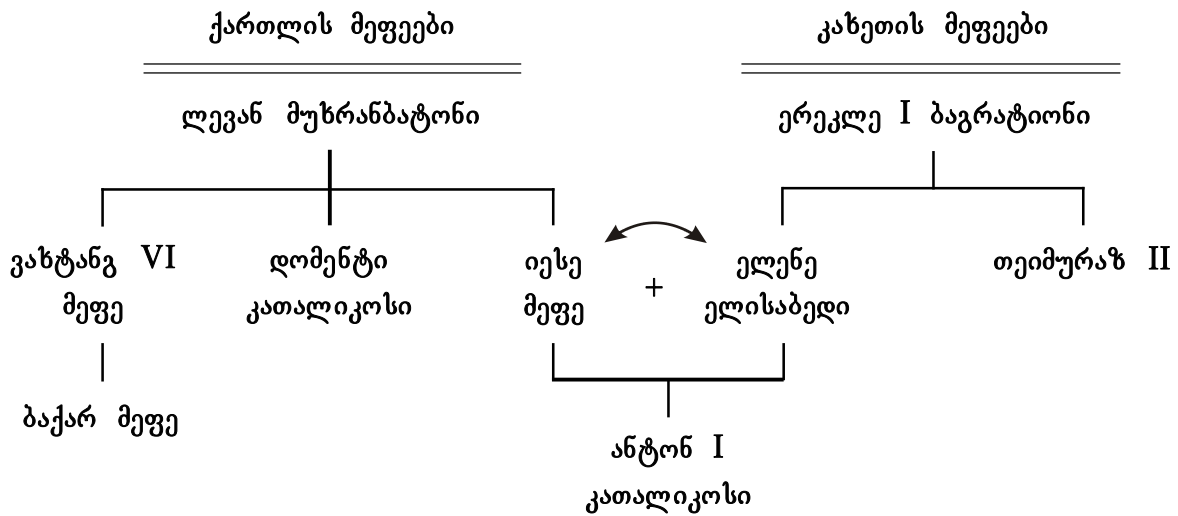 ქართლის მეფეები
კახეთის მეფეები
ლევან მუხრანბატონი
ერეკლე I ბაგრატიონი
ვახტანგ VI
მეფე
დომენტი
კათალიკოსი
იესე
მეფე
+
ელენე
ელისაბედი
თეიმურაზ II
ბაქარ მეფე
ანტონ I
კათალიკოსი